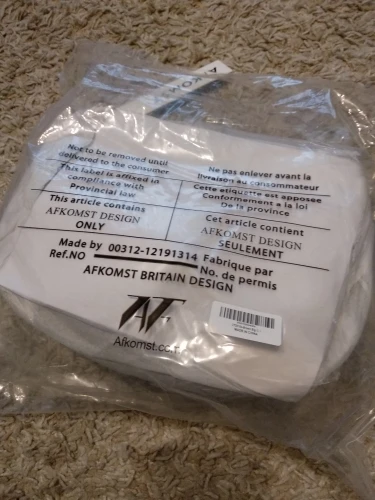 Not to be removed until
delivered to the consumer
This label is affixed in
compliance with
Provincial law
This article contains
AFKOMST DESIGN
ONLY
Ne pas enlever avant la
livraison au consommateur
Cette etiquette est apposee
Conformement a la loi
De la province
Cet article contient
AFKOMST DESIGN
SEULEMENT
Made by 00312-12191314 Fabrique par
Ref.NO No. de permis
AFKOMST BRITAIN DESIGN